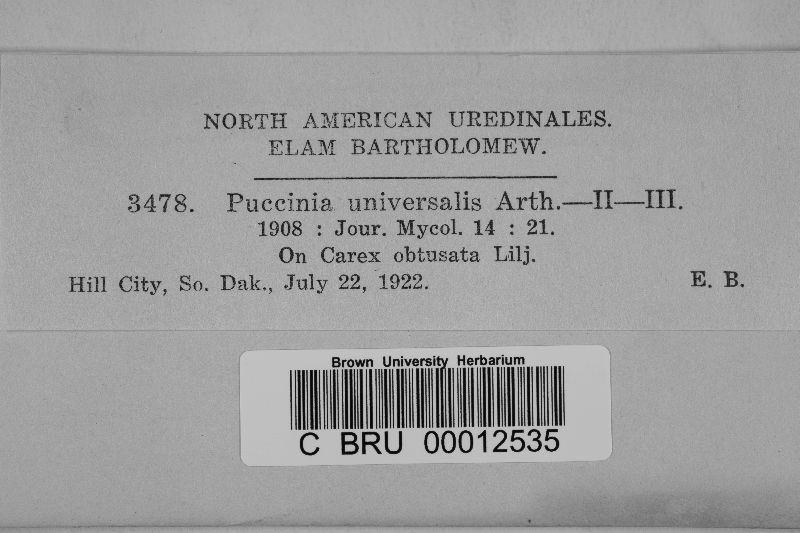 NORTH AMERICAN UREDINALES.
ELAM BARTHOLOMEW.
3478. Puccinia universalis Arth.—II—III.
1908 : Jour. Mycol. 14 : 21.
On Carex obtusata Lilj.
Hill City, So. Dak., July 22, 1922. E. B.
Brown University Herbarium
C BRU 00012535